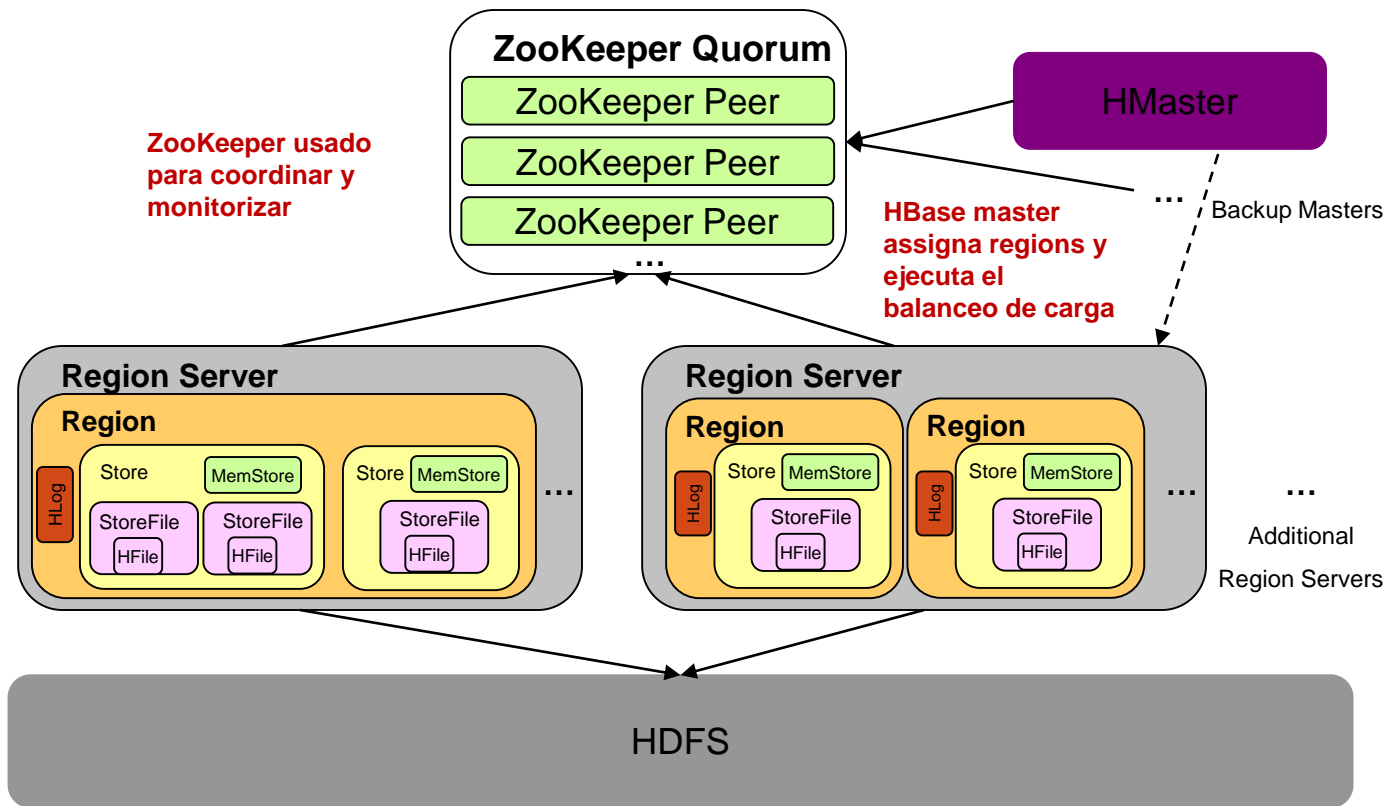 ZooKeeper Quorum
ZooKeeper Peer
ZooKeeper Peer
ZooKeeper Peer
...
HMaster
ZooKeeper usado
para coordinar y
monitorizar
...
Backup Masters
HBase master
assigna regions y
ejecuta el
balanceo de carga
Region Server
Region
HLog
Store
MemStore
StoreFile
HFile
StoreFile
HFile
Store
MemStore
StoreFile
HFile
...
Region Server
Region
HLog
Store
MemStore
StoreFile
HFile
Region
HLog
Store
MemStore
StoreFile
HFile
...
...
Additional
Region Servers
HDFS